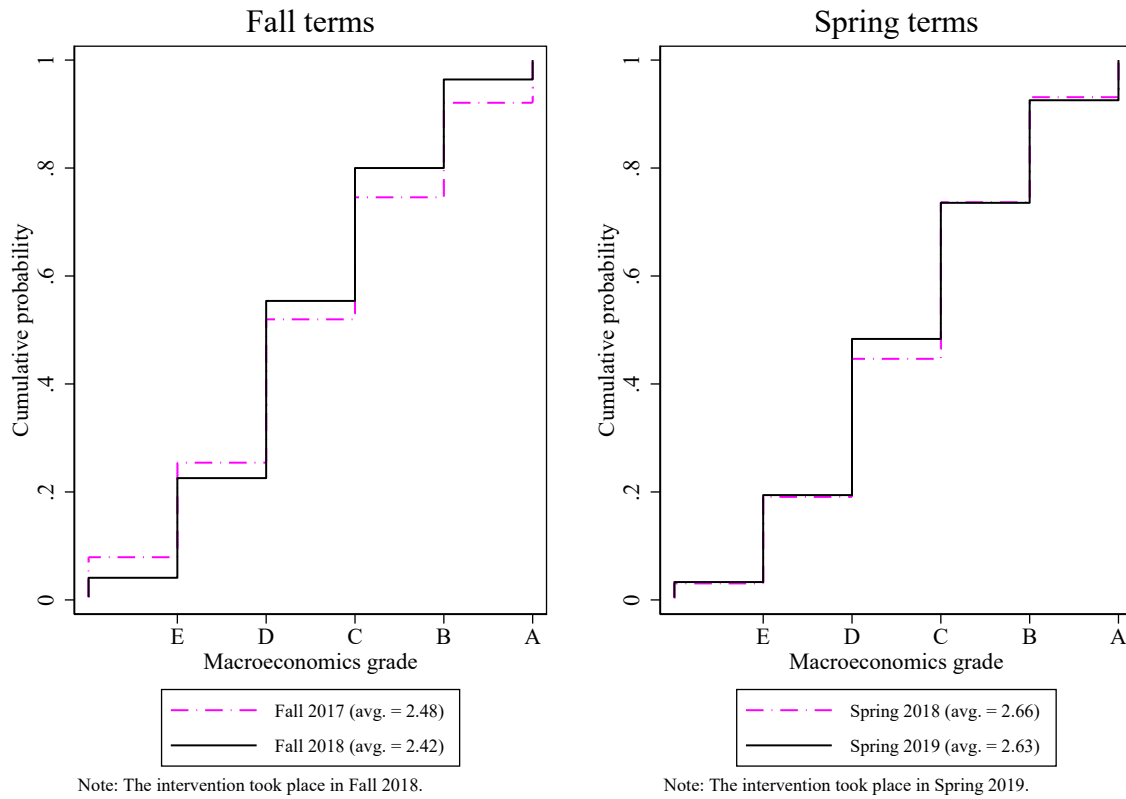 Fall terms
Cumulative probability
1
.8
.6
.4
.2
0
E D C B A
Macroeconomics grade
Fall 2017 (avg. = 2.48)
Fall 2018 (avg. = 2.42)
Note: The intervention took place in Fall 2018.
Spring terms
Cumulative probability
1
.8
.6
.4
.2
0
E D C B A
Macroeconomics grade
Spring 2018 (avg. = 2.66)
Spring 2019 (avg. = 2.63)
Note: The intervention took place in Spring 2019.